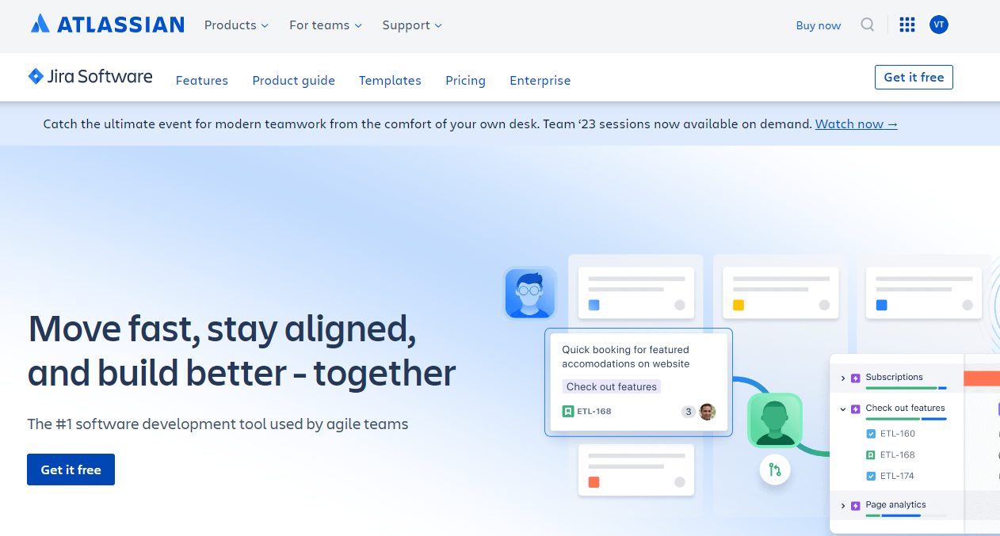 ATLASSIAN
Products
For teams
Support
Buy now
VT
Jira Software
Features
Product guide
Templates
Pricing
Enterprise
Get it free
Catch the ultimate event for modern teamwork from the comfort of your own desk. Team ‘23 sessions now available on demand. Watch now →
Move fast, stay aligned,
and build better – together
The #1 software development tool used by agile teams
Get it free
Quick booking for featured
accomodations on website
Check out features
ETL-168
3
Subscriptions
Check out features
ETL-160
ETL-168
ETL-174
Page analytics